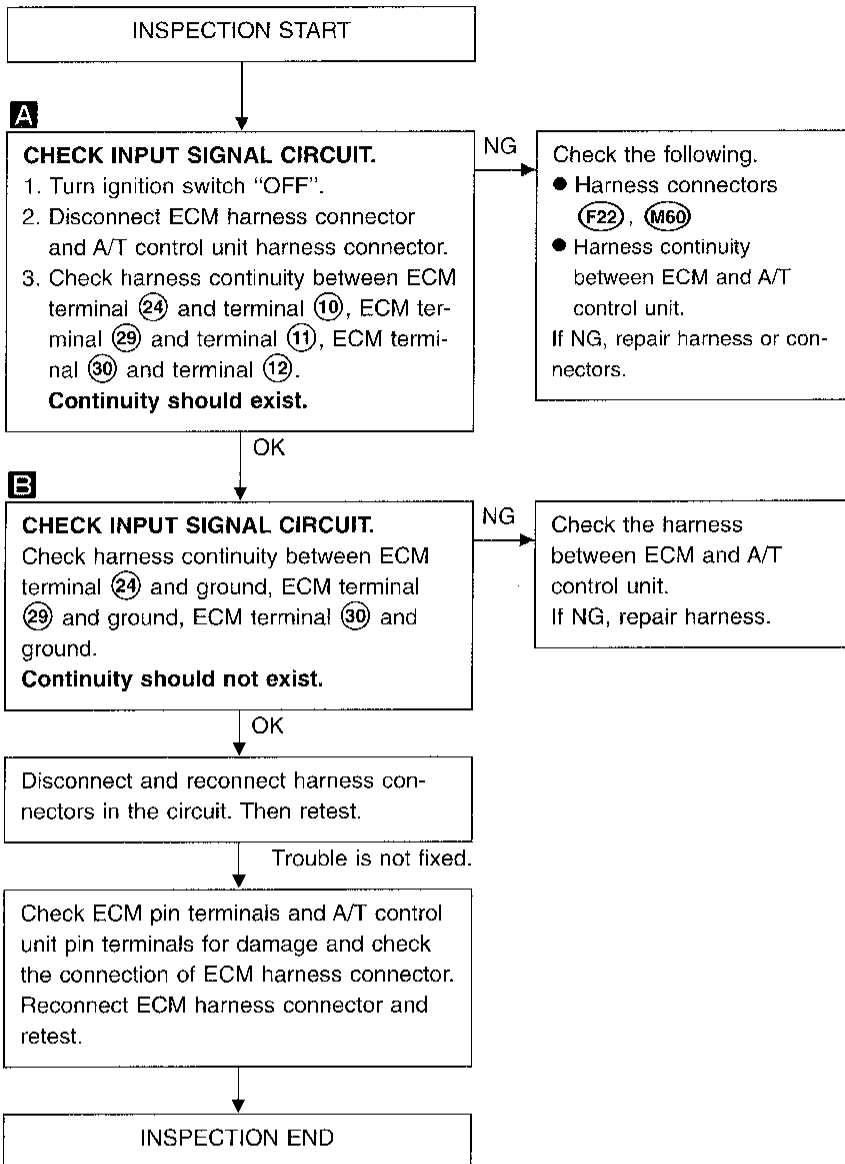 INSPECTION START
A
CHECK INPUT SIGNAL CIRCUIT.
1. Turn ignition switch “OFF”.
2. Disconnect ECM harness connector
and A/T control unit harness connector.
3. Check harness continuity between ECM
terminal 24 and terminal 10, ECM ter-
minal 29 and terminal 11, ECM termi-
nal 30 and terminal 12.
Continuity should exist.
NG
Check the following.
● Harness connectors
F22, M60
● Harness continuity
between ECM and A/T
control unit.
If NG, repair harness or con-
nectors.
OK
B
CHECK INPUT SIGNAL CIRCUIT.
Check harness continuity between ECM
terminal 24 and ground, ECM terminal
29 and ground, ECM terminal 30 and
ground.
Continuity should not exist.
NG
Check the harness
between ECM and A/T
control unit.
If NG, repair harness.
OK
Disconnect and reconnect harness con-
nectors in the circuit. Then retest.
Trouble is not fixed.
Check ECM pin terminals and A/T control
unit pin terminals for damage and check
the connection of ECM harness connector.
Reconnect ECM harness connector and
retest.
INSPECTION END